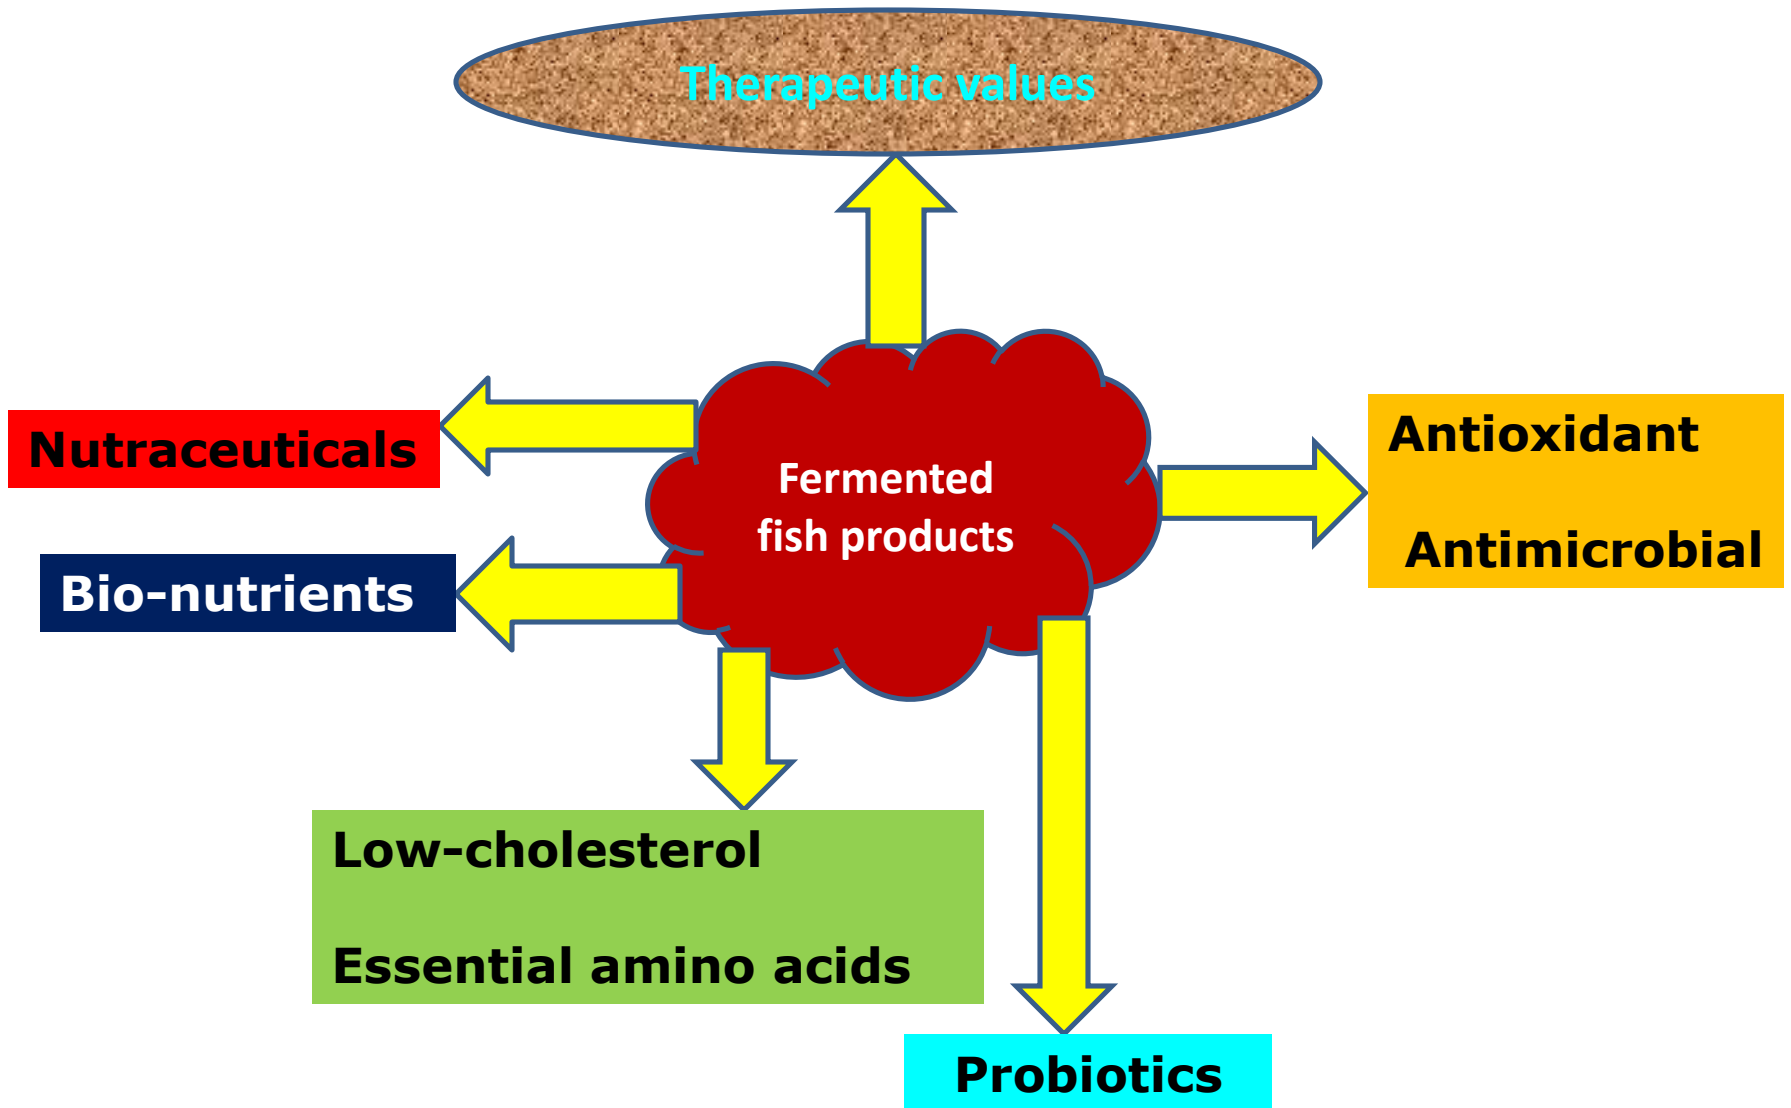 Therapeutic values
Nutraceuticals
Fermented
fish products
Antioxidant
Antimicrobial
Bio-nutrients
Low-cholesterol
Essential amino acids
Probiotics